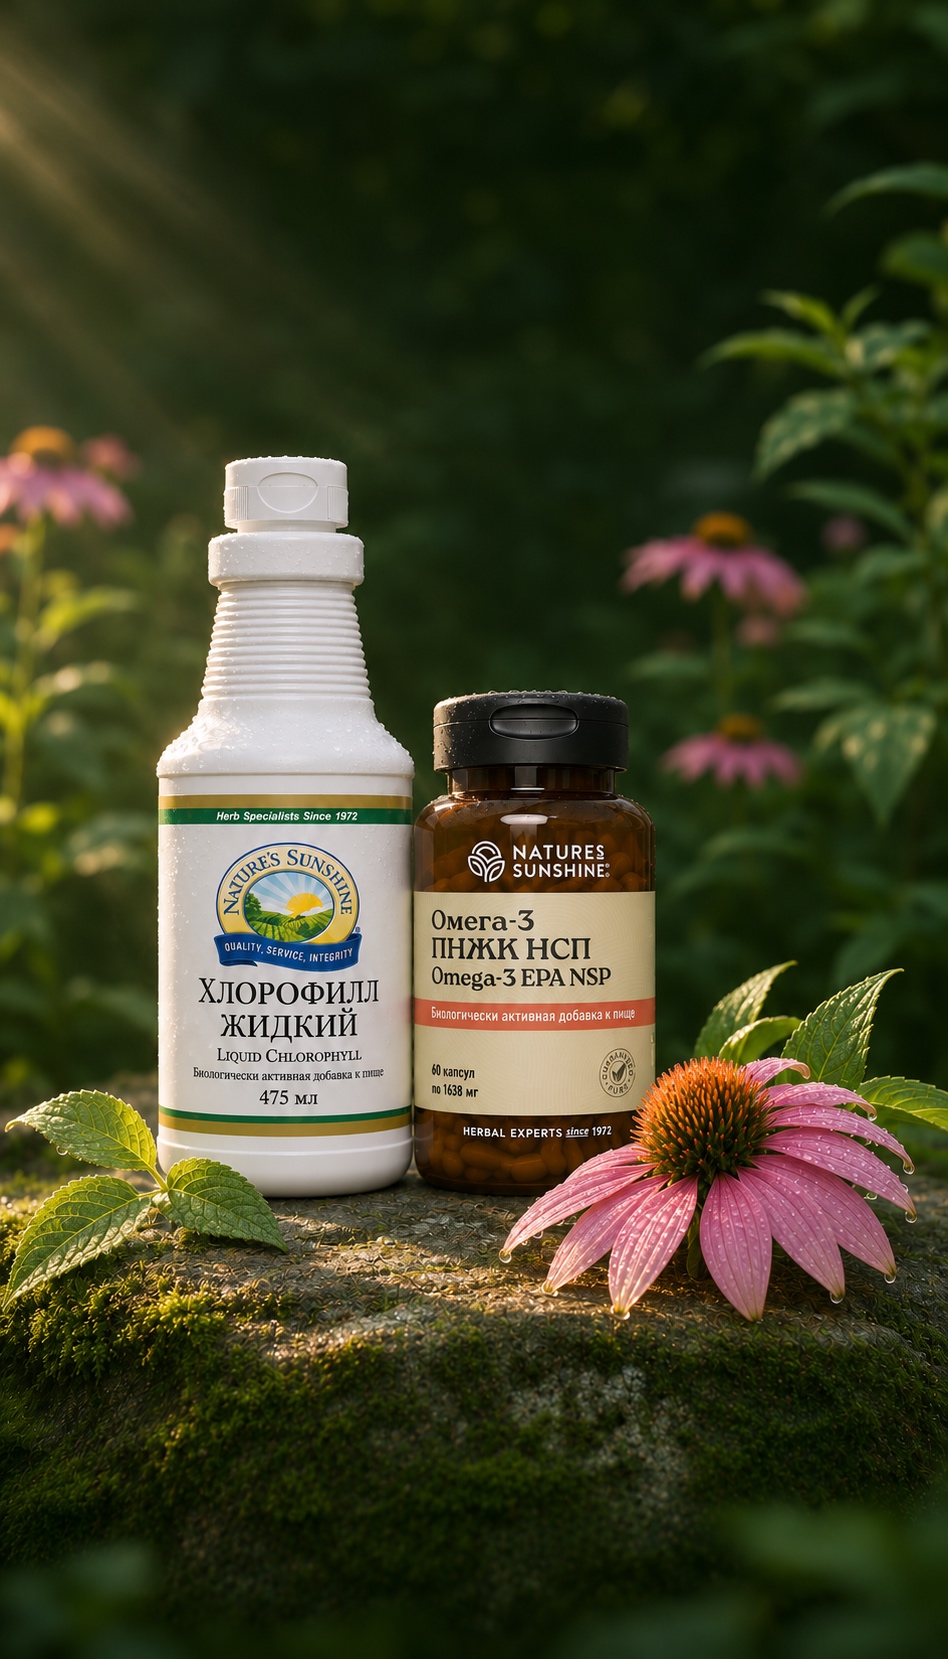 Herb Specialists Since 1972
NATURE'S SUNSHINE
QUALITY, SERVICE, INTEGRITY
ХЛОРОФИЛЛ
ЖИДКИЙ
LIQUID CHLOROPHYLL
Биологически активная добавка к пище
475 мл
NATURES
SUNSHINE®
Омега-3
ПНЖК НСП
Omega-3 EPA NSP
Биологически активная добавка к пище
60 капсул
по 1638 мг
HERBAL EXPERTS since 1972